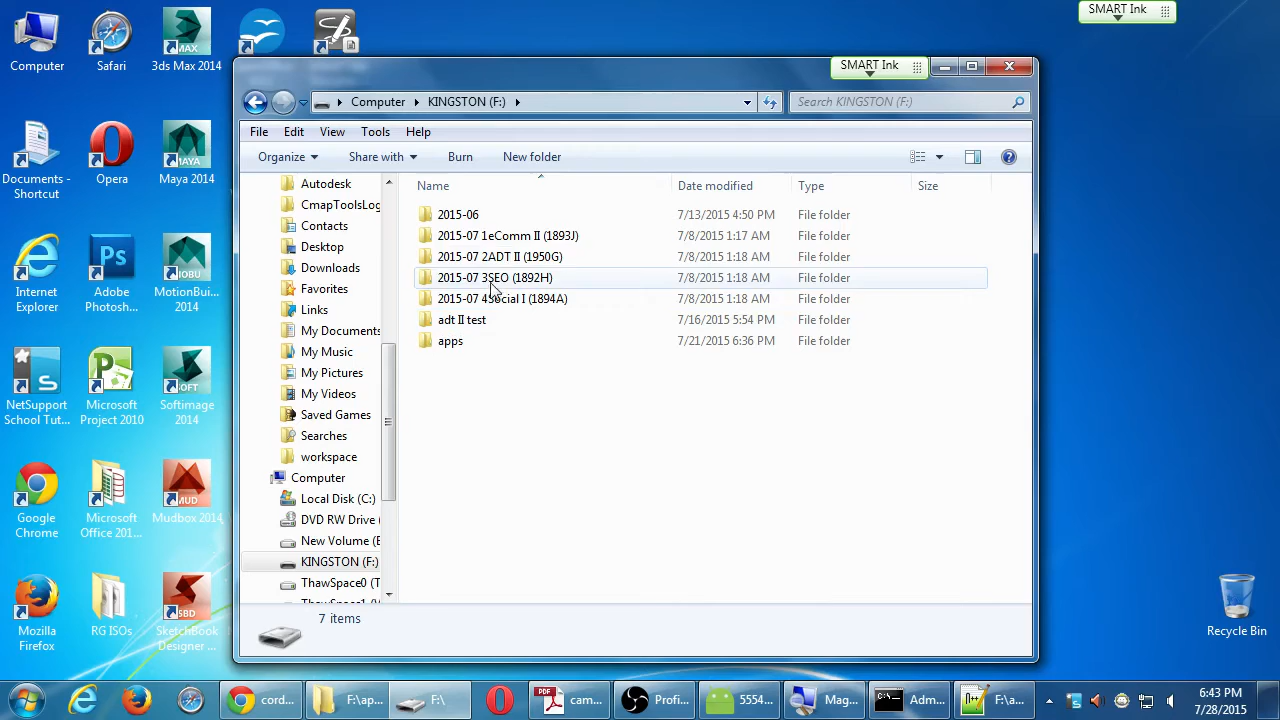 SMART Ink
Computer
Safari
3ds Max 2014
SMART Ink
Computer
KINGSTON (F:)
Search KINGSTON (F:)
File Edit View Tools Help
Organize Share with Burn New folder
Documents - Shortcut
Opera
Maya 2014
Internet Explorer
Adobe Photosh...
MotionBui... 2014
NetSupport School Tut...
Microsoft Project 2010
Softimage 2014
Google Chrome
Microsoft Office 201...
Mudbox 2014
Mozilla Firefox
RG ISOs
SketchBook Designer ...
Autodesk
CmapToolsLog
Contacts
Desktop
Downloads
Favorites
Links
My Documents
My Music
My Pictures
My Videos
Saved Games
Searches
workspace
Computer
Local Disk (C:)
DVD RW Drive (
New Volume (E
KINGSTON (F:)
ThawSpace0 (T
Name Date modified Type Size
2015-06 7/13/2015 4:50 PM File folder
2015-07 1eComm II (1893J) 7/8/2015 1:17 AM File folder
2015-07 2ADT II (1950G) 7/8/2015 1:18 AM File folder
2015-07 3SEO (1892H) 7/8/2015 1:18 AM File folder
2015-07 4Social I (1894A) 7/8/2015 1:18 AM File folder
adt II test 7/16/2015 5:54 PM File folder
apps 7/21/2015 6:36 PM File folder
7 items
Recycle Bin
cord...
F:\ap...
F:\
PDF
cam...
Profi...
5554...
Mag...
Adm...
F:\a...
6:43 PM
7/28/2015